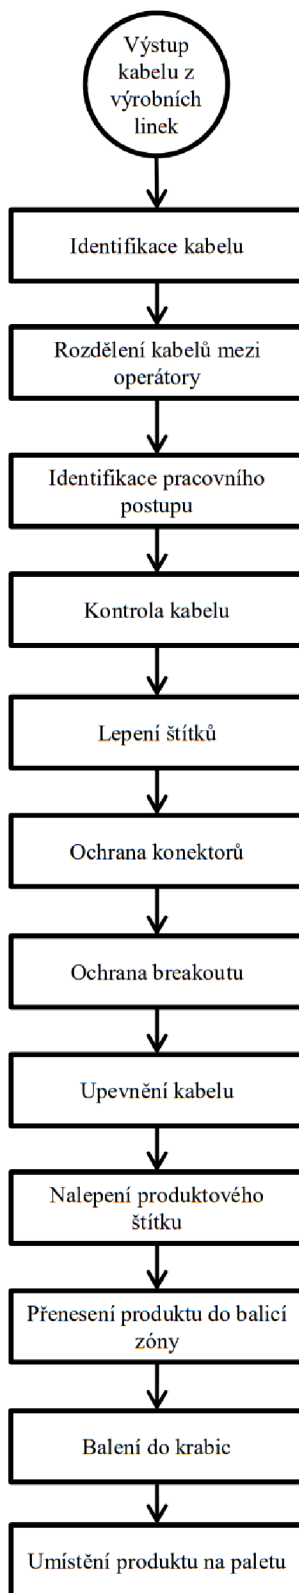 Výstup
kabelu z
výrobních
linek
Identifikace kabelu
Rozdělení kabelů mezi
operátory
Identifikace pracovního
postupu
Kontrola kabelu
Lepení štítků
Ochrana konektorů
Ochrana breakoutu
Upevnění kabelu
Nalepení produktového
štítku
Přenesení produktu do balicí
zóny
Balení do krabic
Umístění produktu na paletu